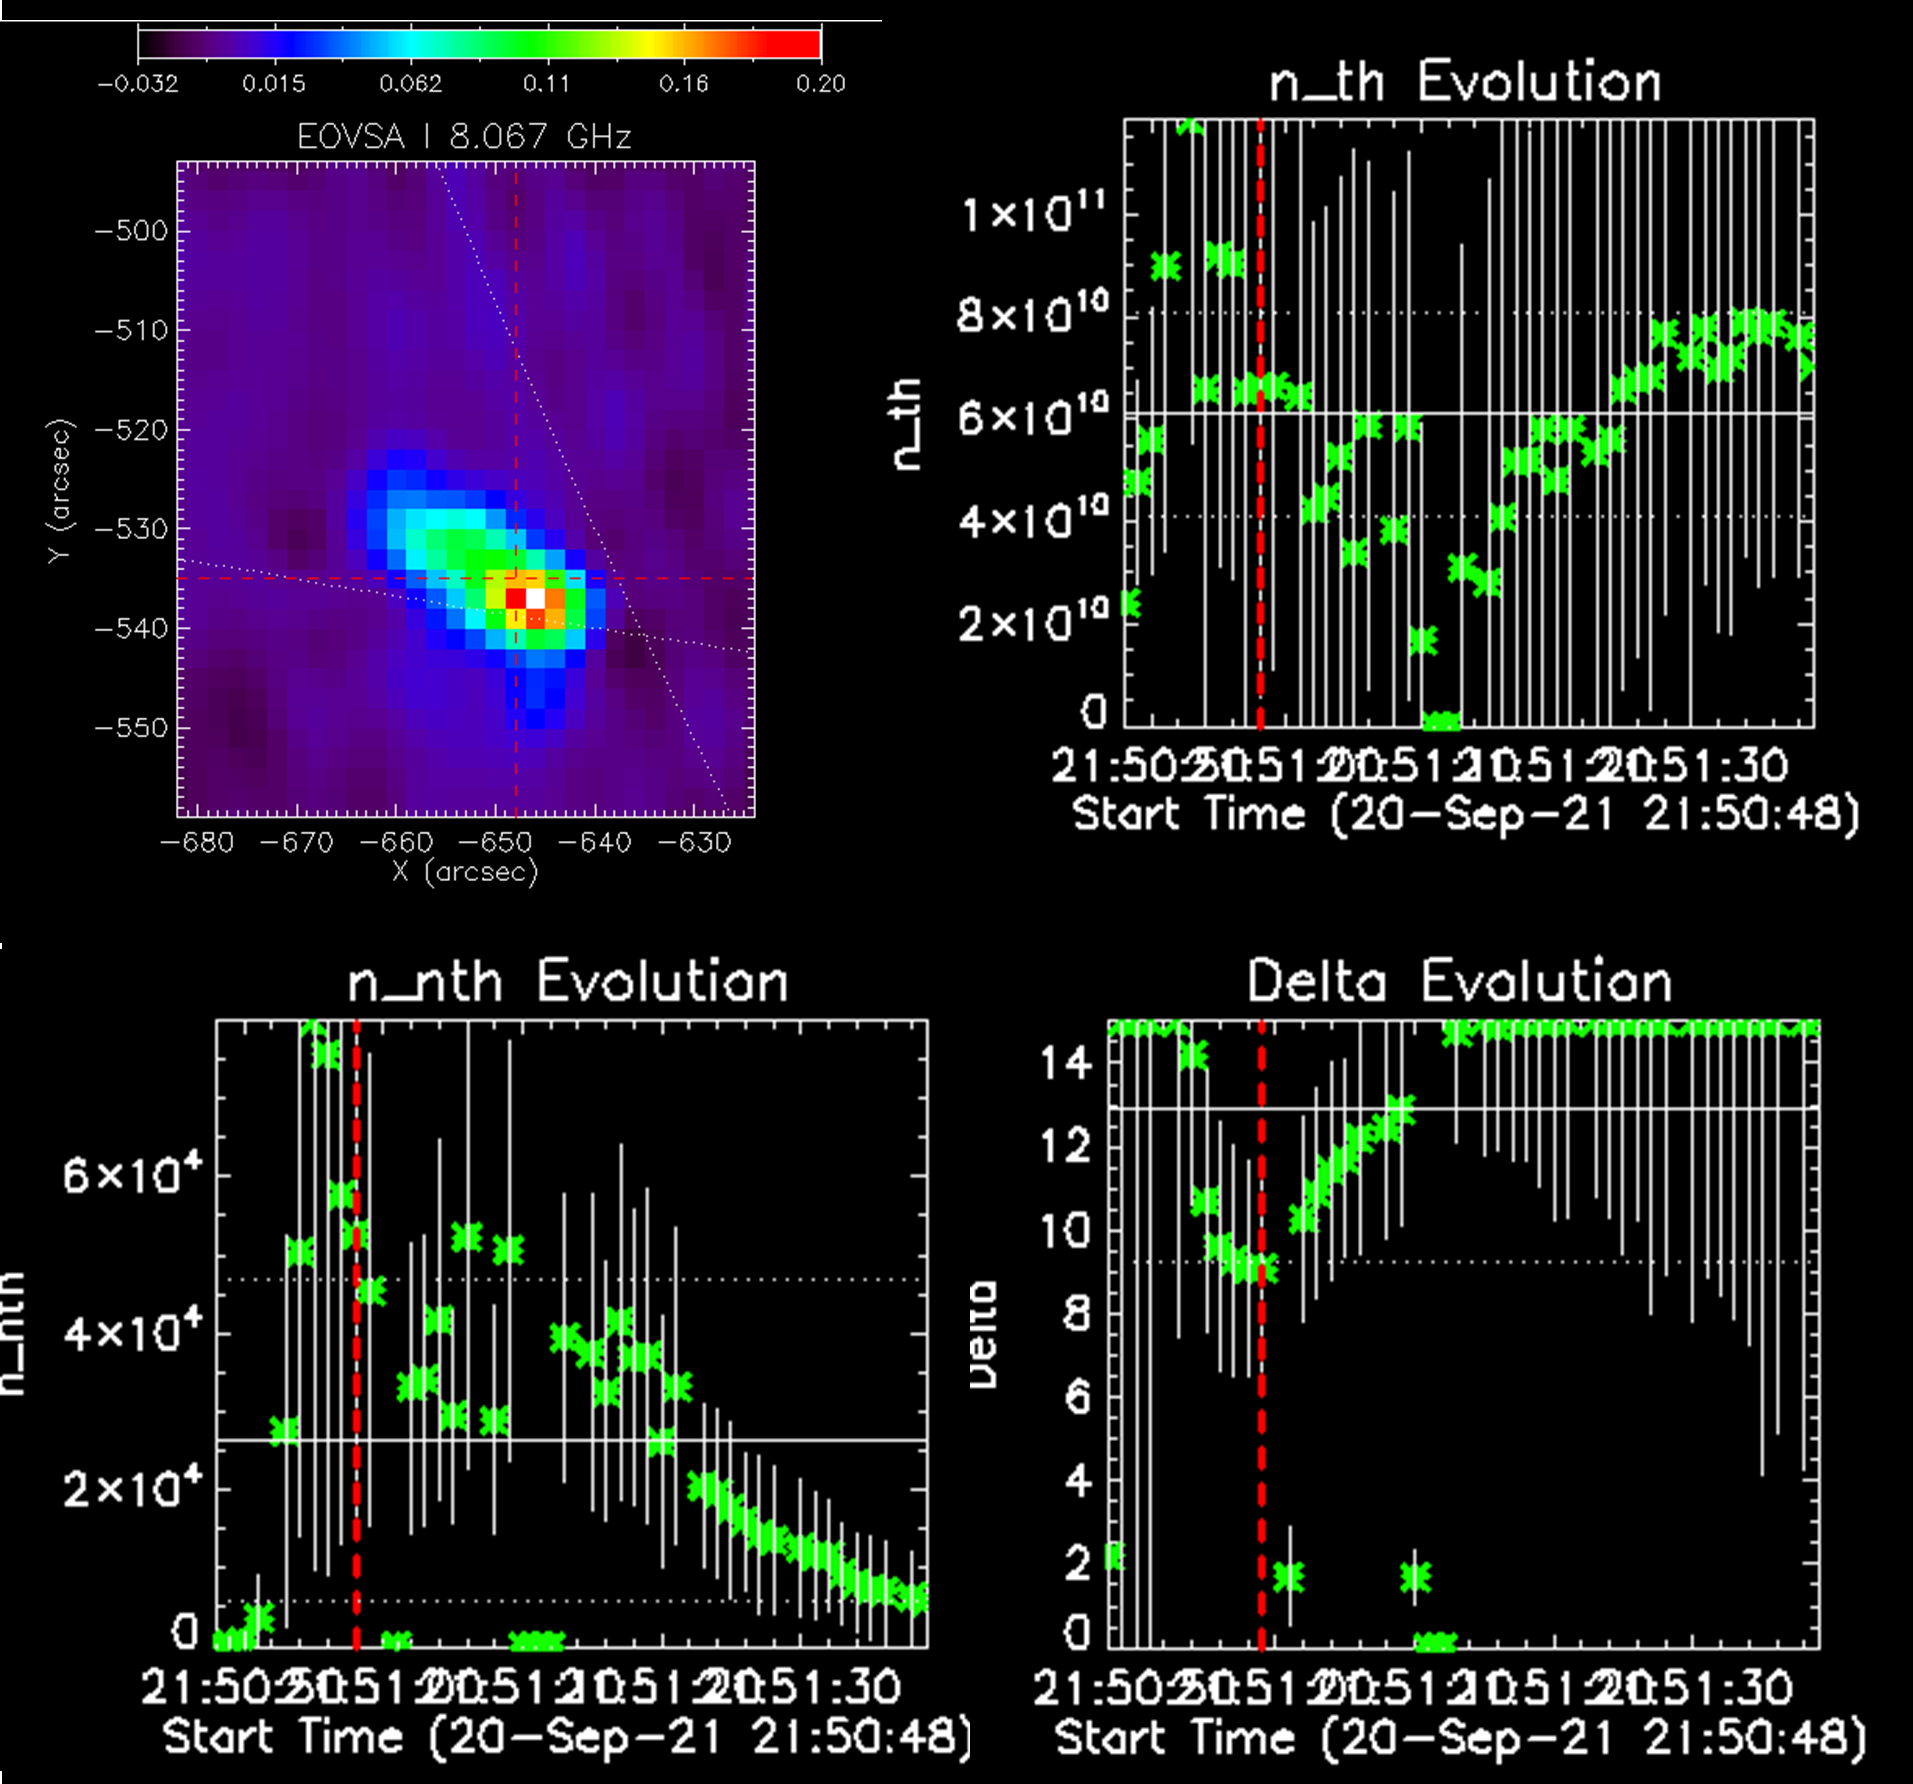 -0.032 0.015 0.062 0.11 0.16 0.20
EOVSA I 8.067 GHz
-500
-510
-520
-530
-540
-550
Y (arcsec)
-680 -670 -660 -650 -640 -630
X (arcsec)
n_th Evolution
1×10¹¹
8×10¹⁰
6×10¹⁰
4×10¹⁰
2×10¹⁰
0
n_th
21:51:30
Start Time (20-Sep-21 21:50:48)
n_nth Evolution
6×10⁴
4×10⁴
2×10⁴
0
n_nth
21:51:30
Start Time (20-Sep-21 21:50:48)
Delta Evolution
14
12
10
8
6
4
2
0
Delta
21:51:30
Start Time (20-Sep-21 21:50:48)